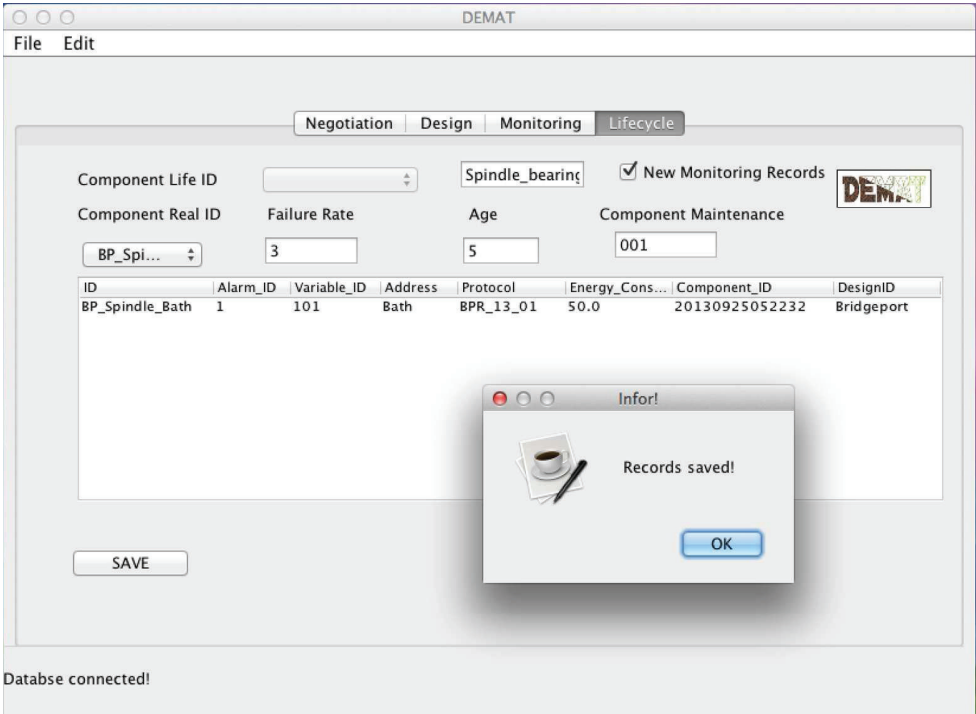 DEMAT
File Edit
Negotiation Design Monitoring Lifecycle
Component Life ID Spindle_bearing New Monitoring Records
DEMAT
Component Real ID Failure Rate Age Component Maintenance
BP_Spi... 3 5 001
ID Alarm_ID Variable_ID Address Protocol Energy_Cons... Component_ID DesignID
BP_Spindle_Bath 1 101 Bath BPR_13_01 50.0 20130925052232 Bridgeport
Infor!
Records saved!
OK
SAVE
Databse connected!